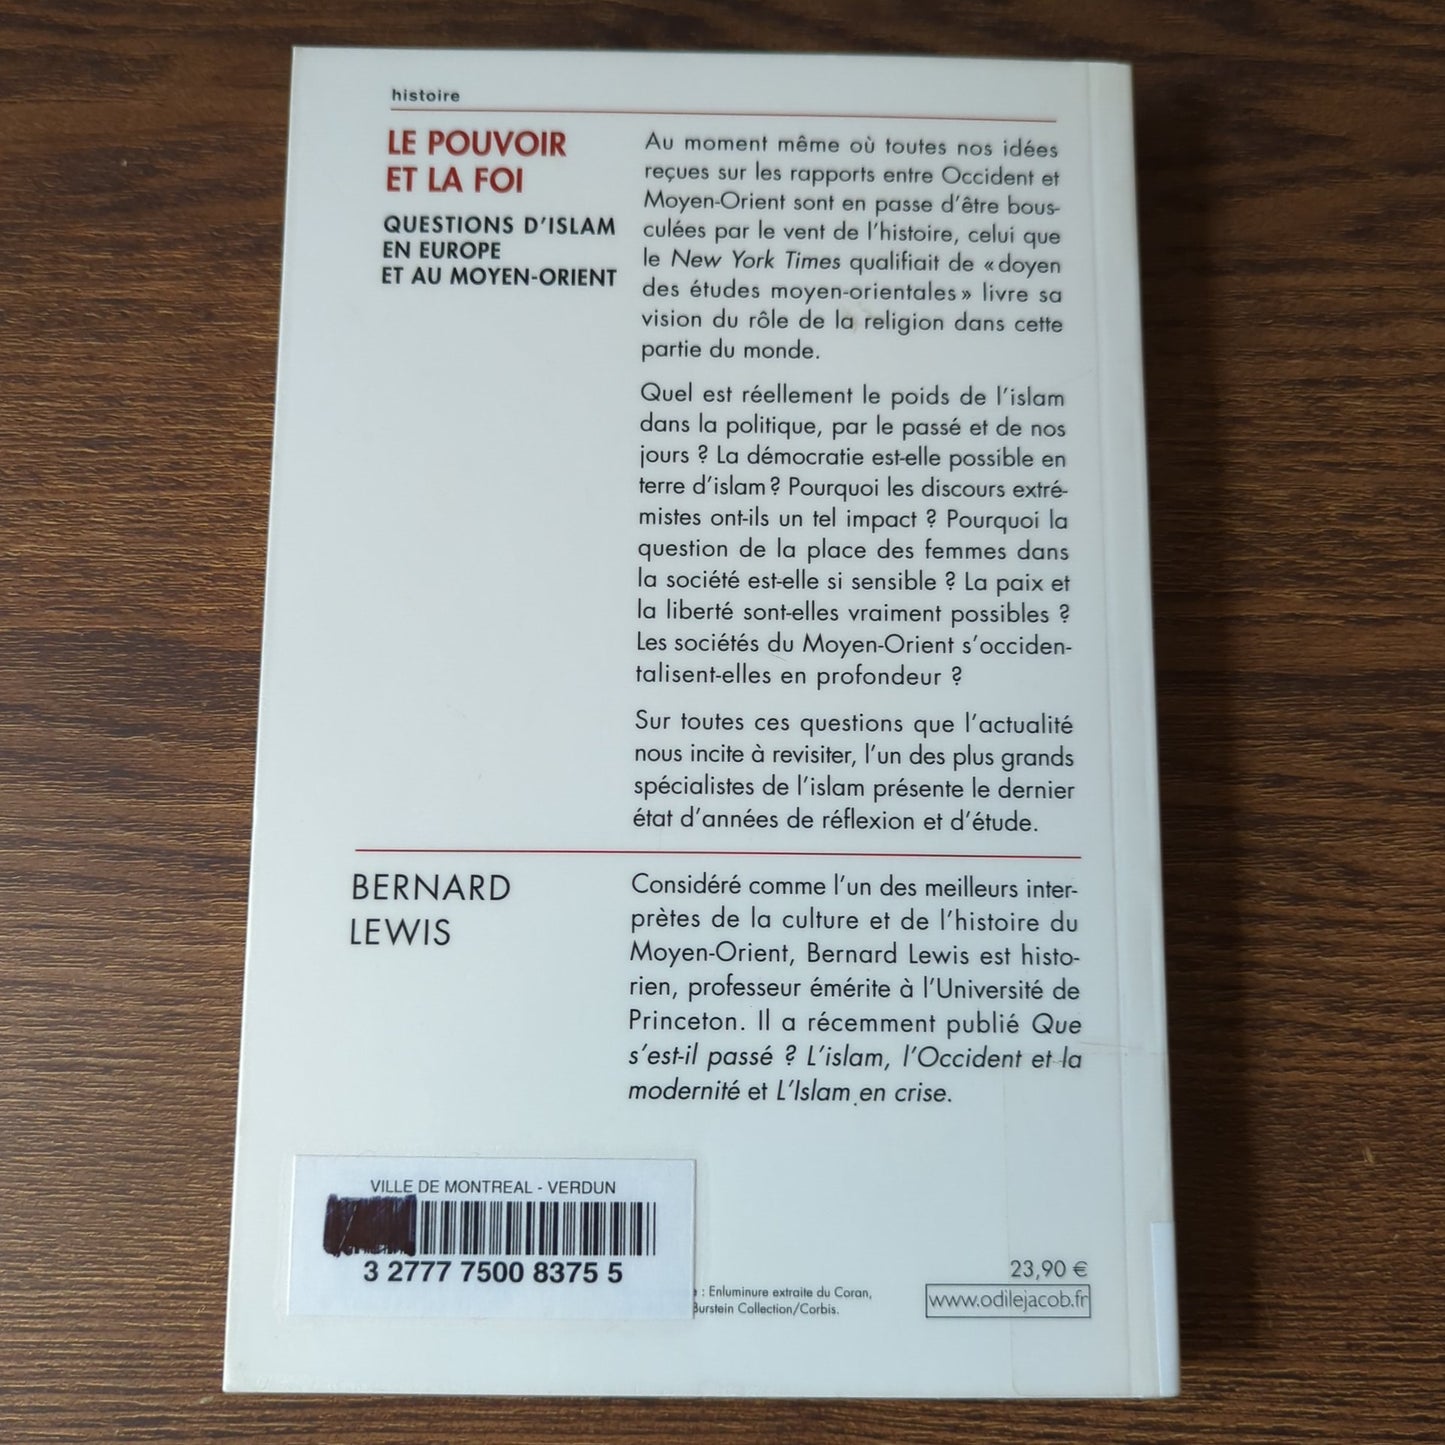 histoire
LE POUVOIR
ET LA FOI
QUESTIONS D'ISLAM
EN EUROPE
ET AU MOYEN-ORIENT
Au moment même où toutes nos idées
reçues sur les rapports entre Occident et
Moyen-Orient sont en passe d'être bous-
culées par le vent de l'histoire, celui que
le New York Times qualifiait de « doyen
des études moyen-orientales » livre sa
vision du rôle de la religion dans cette
partie du monde.
Quel est réellement le poids de l'islam
dans la politique, par le passé et de nos
jours ? La démocratie est-elle possible en
terre d'islam ? Pourquoi les discours extré-
mistes ont-ils un tel impact ? Pourquoi la
question de la place des femmes dans
la société est-elle si sensible ? La paix et
la liberté sont-elles vraiment possibles ?
Les sociétés du Moyen-Orient s'occiden-
talisent-elles en profondeur ?
Sur toutes ces questions que l'actualité
nous incite à revisiter, l'un des plus grands
spécialistes de l'islam présente le dernier
état d'années de réflexion et d'étude.
BERNARD
LEWIS
Considéré comme l'un des meilleurs inter-
prètes de la culture et de l'histoire du
Moyen-Orient, Bernard Lewis est histo-
rien, professeur émérite à l'Université de
Princeton. Il a récemment publié Que
s'est-il passé ? L'islam, l'Occident et la
modernité et L'Islam en crise.
VILLE DE MONTREAL - VERDUN
3 2777 7500 8375 5
: Enluminure extraite du Coran,
Burstein Collection/Corbis.
23,90 €
www.odilejacob.fr